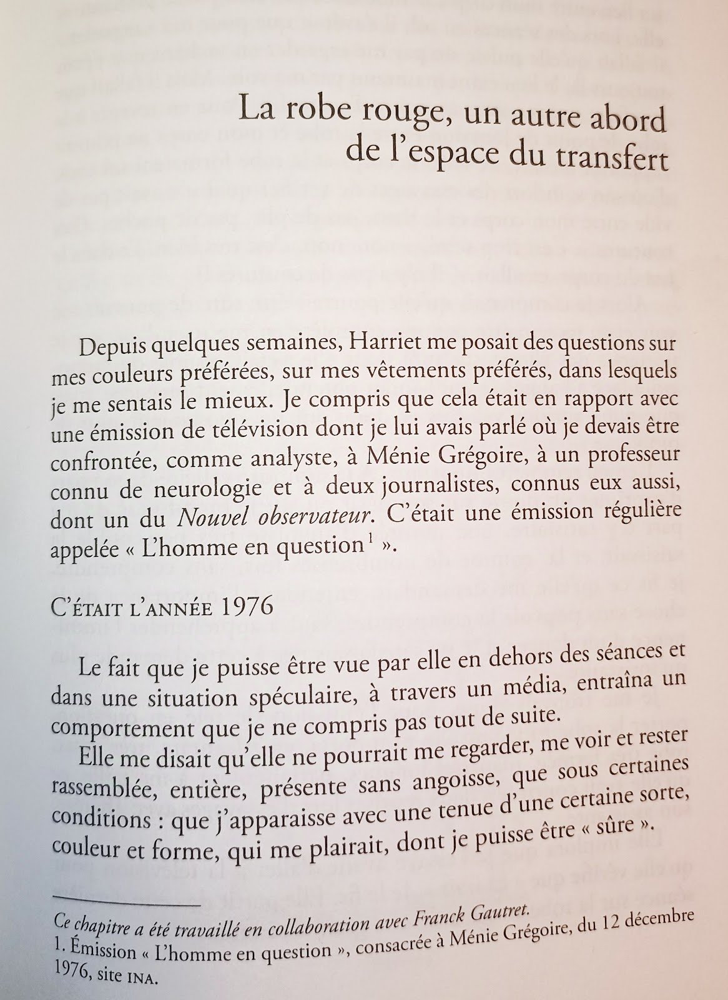 La robe rouge, un autre abord
de l'espace du transfert
Depuis quelques semaines, Harriet me posait des questions sur
mes couleurs préférées, sur mes vêtements préférés, dans lesquels
je me sentais le mieux. Je compris que cela était en rapport avec
une émission de télévision dont je lui avais parlé où je devais être
confrontée, comme analyste, à Ménie Grégoire, à un professeur
connu de neurologie et à deux journalistes, connus eux aussi,
dont un du Nouvel observateur. C'était une émission régulière
appelée « L'homme en question¹ ».
C'ÉTAIT L'ANNÉE 1976
Le fait que je puisse être vue par elle en dehors des séances et
dans une situation spéculaire, à travers un média, entraîna un
comportement que je ne compris pas tout de suite.
Elle me disait qu'elle ne pourrait me regarder, me voir et rester
rassemblée, entière, présente sans angoisse, que sous certaines
conditions : que j'apparaisse avec une tenue d'une certaine sorte,
couleur et forme, qui me plairait, dont je puisse être « sûre ».
Ce chapitre a été travaillé en collaboration avec Franck Gautret.
1. Émission « L'homme en question », consacrée à Ménie Grégoire, du 12 décembre
1976, site INA.